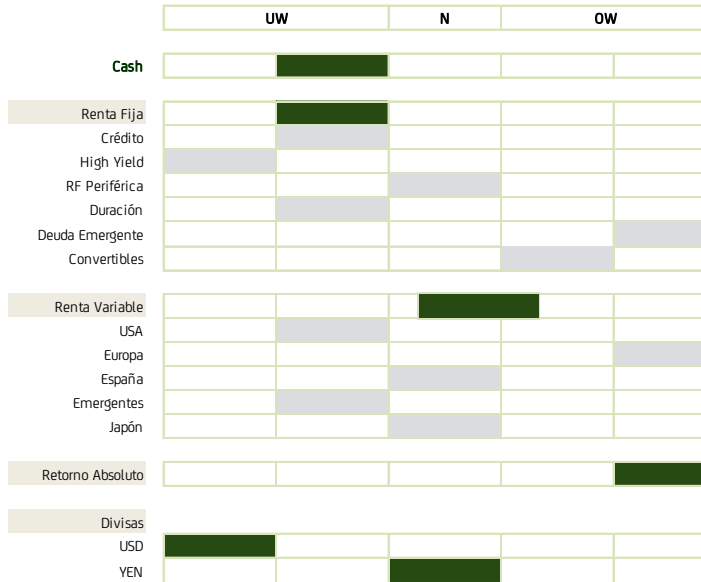 UW N OW
Cash
Renta Fija
Crédito
High Yield
RF Periférica
Duración
Deuda Emergente
Convertibles
Renta Variable
USA
Europa
España
Emergentes
Japón
Retorno Absoluto
Divisas
USD
YEN